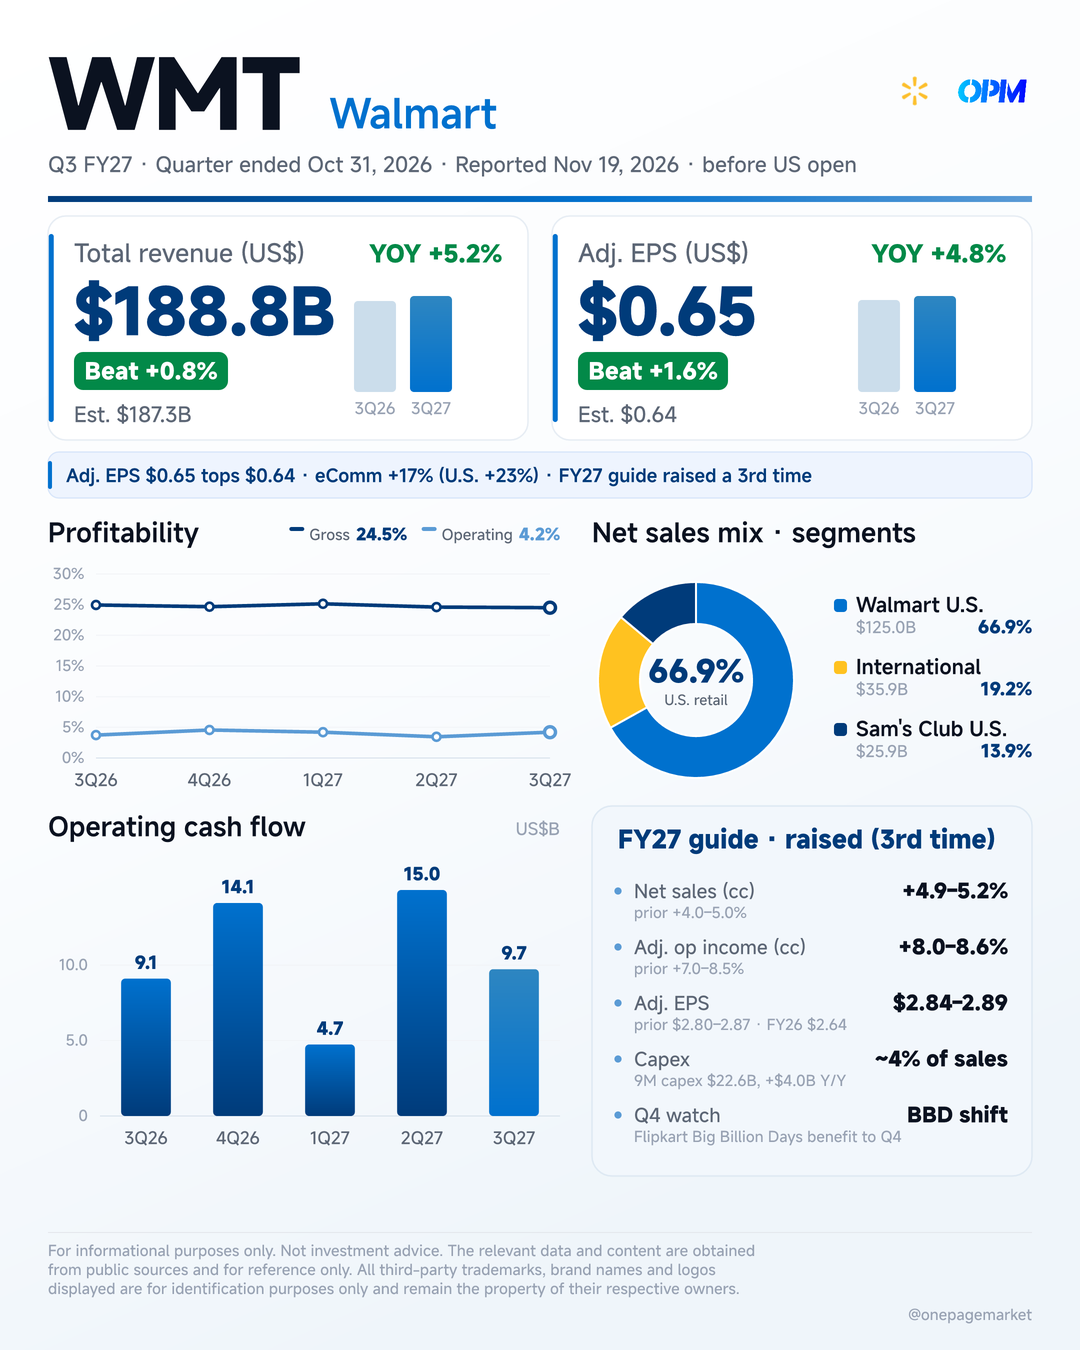 WMT Walmart
OPM
Q3 FY27 · Quarter ended Oct 31, 2026 · Reported Nov 19, 2026 · before US open
Total revenue (US$) YOY +5.2%
$188.8B
Beat +0.8%
Est. $187.3B
3Q26 3Q27
Adj. EPS (US$) YOY +4.8%
$0.65
Beat +1.6%
Est. $0.64
3Q26 3Q27
Adj. EPS $0.65 tops $0.64 · eComm +17% (U.S. +23%) · FY27 guide raised a 3rd time
Profitability Gross 24.5% Operating 4.2%
30%
25%
20%
15%
10%
5%
0%
3Q26 4Q26 1Q27 2Q27 3Q27
Net sales mix · segments
66.9%
U.S. retail
Walmart U.S.
$125.0B 66.9%
International
$35.9B 19.2%
Sam's Club U.S.
$25.9B 13.9%
Operating cash flow US$B
9.1 14.1 4.7 15.0 9.7
10.0
5.0
0
3Q26 4Q26 1Q27 2Q27 3Q27
FY27 guide · raised (3rd time)
Net sales (cc) +4.9–5.2%
prior +4.0–5.0%
Adj. op income (cc) +8.0–8.6%
prior +7.0–8.5%
Adj. EPS $2.84–2.89
prior $2.80–2.87 · FY26 $2.64
Capex ~4% of sales
9M capex $22.6B, +$4.0B Y/Y
Q4 watch BBD shift
Flipkart Big Billion Days benefit to Q4
For informational purposes only. Not investment advice. The relevant data and content are obtained
from public sources and for reference only. All third-party trademarks, brand names and logos
displayed are for identification purposes only and remain the property of their respective owners.
@onepagemarket